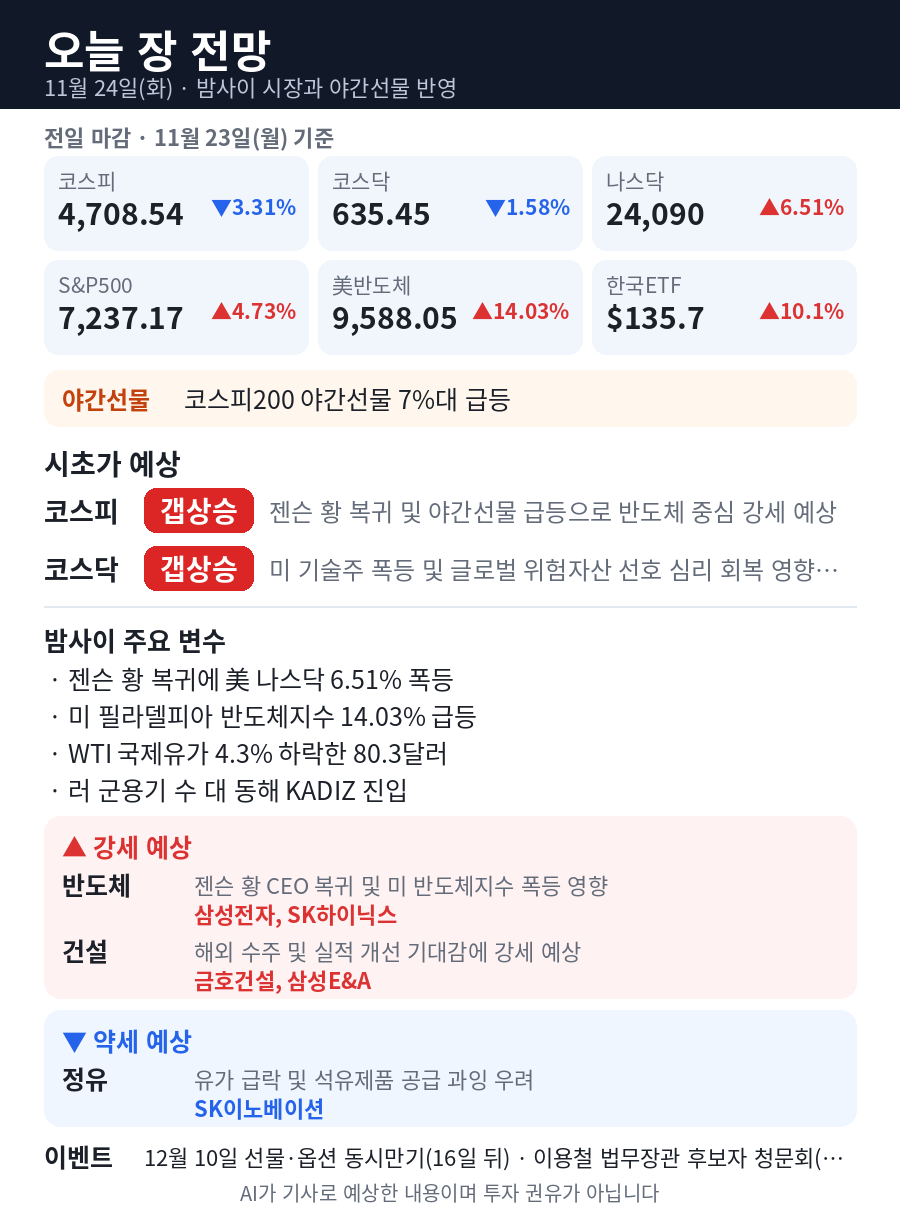 오늘 장 전망
11월 24일(화) · 밤사이 시장과 야간선물 반영
전일 마감 · 11월 23일(월) 기준
코스피
4,708.54 ▼3.31%
코스닥
635.45 ▼1.58%
나스닥
24,090 ▲6.51%
S&P500
7,237.17 ▲4.73%
美반도체
9,588.05 ▲14.03%
한국ETF
$135.7 ▲10.1%
야간선물 코스피200 야간선물 7%대 급등
시초가 예상
코스피 갭상승 젠슨 황 복귀 및 야간선물 급등으로 반도체 중심 강세 예상
코스닥 갭상승 미 기술주 폭등 및 글로벌 위험자산 선호 심리 회복 영향…
밤사이 주요 변수
· 젠슨 황 복귀에 美 나스닥 6.51% 폭등
· 미 필라델피아 반도체지수 14.03% 급등
· WTI 국제유가 4.3% 하락한 80.3달러
· 러 군용기 수 대 동해 KADIZ 진입
▲ 강세 예상
반도체 젠슨 황 CEO 복귀 및 미 반도체지수 폭등 영향
삼성전자, SK하이닉스
건설 해외 수주 및 실적 개선 기대감에 강세 예상
금호건설, 삼성E&A
▼ 약세 예상
정유 유가 급락 및 석유제품 공급 과잉 우려
SK이노베이션
이벤트 12월 10일 선물·옵션 동시만기(16일 뒤) · 이용철 법무장관 후보자 청문회(…
AI가 기사로 예상한 내용이며 투자 권유가 아닙니다